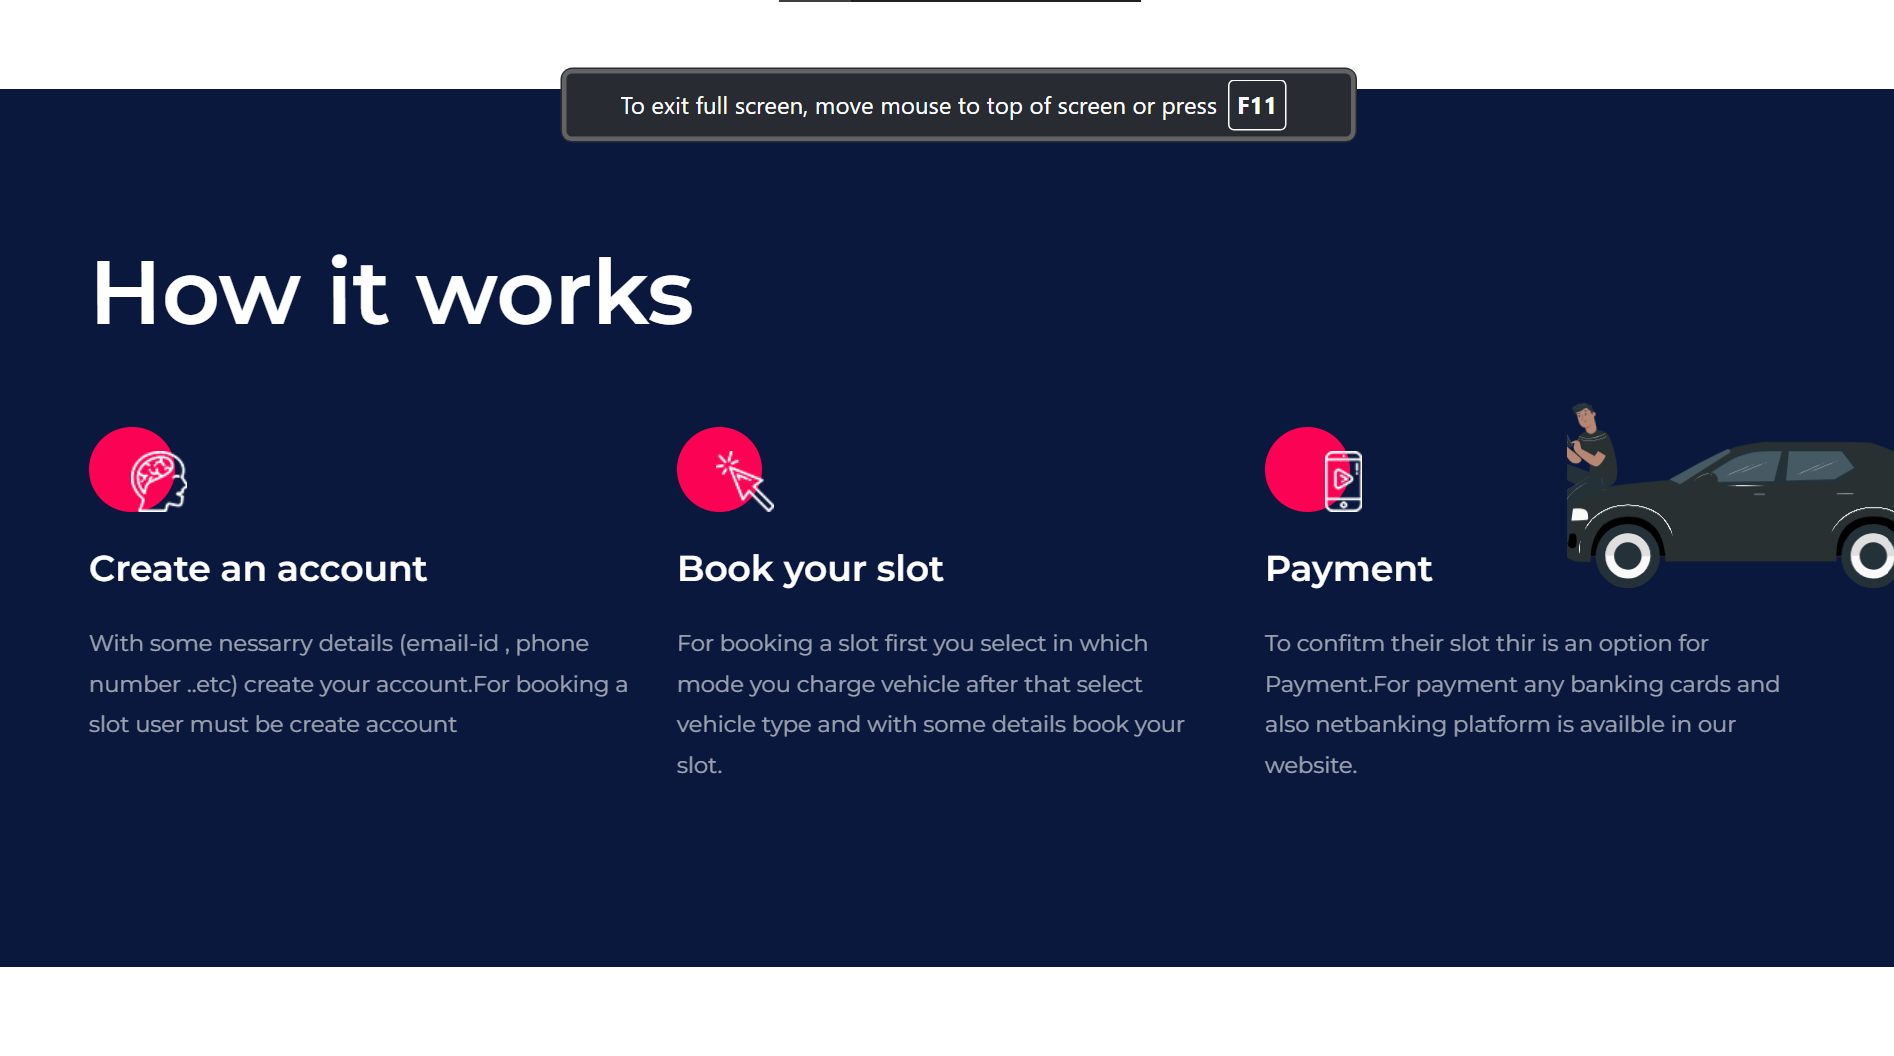 To exit full screen, move mouse to top of screen or press F11
How it works
Create an account
With some nessarry details (email-id , phone
number ..etc) create your account.For booking a
slot user must be create account
Book your slot
For booking a slot first you select in which
mode you charge vehicle after that select
vehicle type and with some details book your
slot.
Payment
To confitm their slot thir is an option for
Payment.For payment any banking cards and
also netbanking platform is availble in our
website.